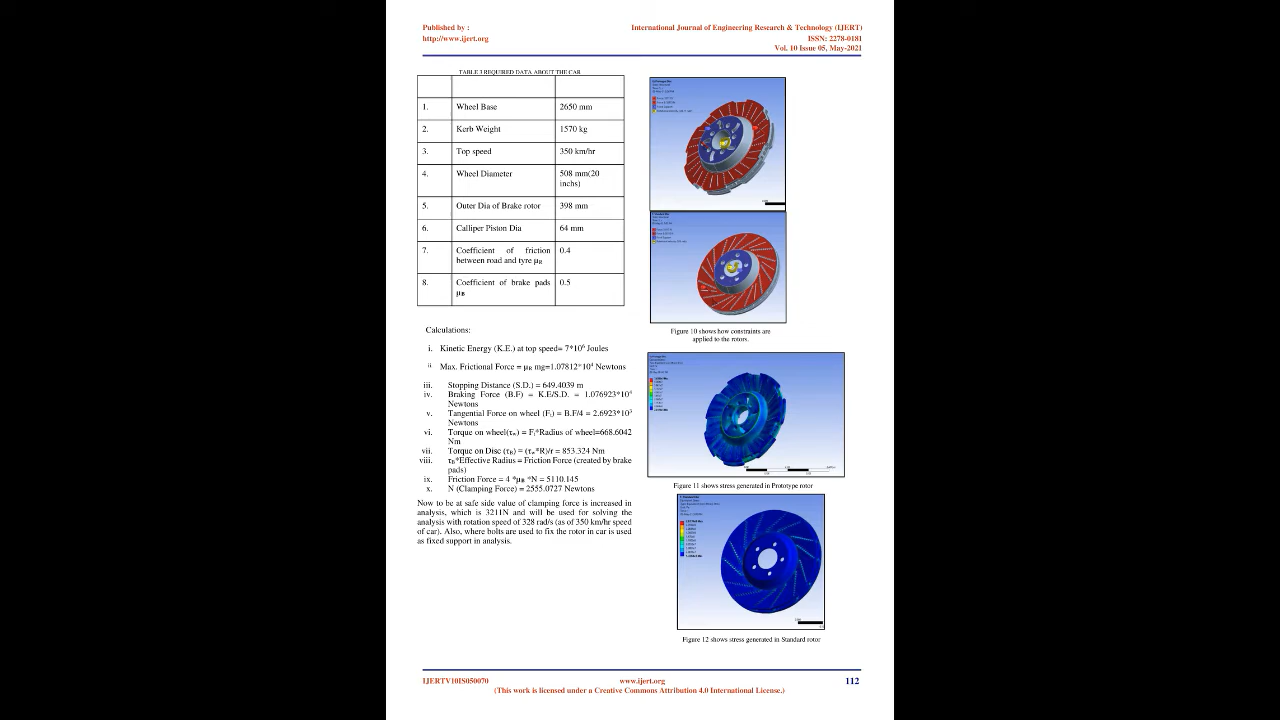 Published by :
http://www.ijert.org
International Journal of Engineering Research & Technology (IJERT)
ISSN: 2278-0181
Vol. 10 Issue 05, May-2021
TABLE 3 REQUIRED DATA ABOUT THE CAR
1. Wheel Base 2650 mm
2. Kerb Weight 1570 kg
3. Top speed 350 km/hr
4. Wheel Diameter 508 mm(20
inchs)
5. Outer Dia of Brake rotor 398 mm
6. Calliper Piston Dia 64 mm
7. Coefficient of friction 0.4
between road and tyre μR
8. Coefficient of brake pads 0.5
μB
Calculations:
i. Kinetic Energy (K.E.) at top speed= 7*10⁶ Joules
ii Max. Frictional Force = μR mg=1.07812*10⁴ Newtons
iii. Stopping Distance (S.D.) = 649.4039 m
iv. Braking Force (B.F) = K.E/S.D. = 1.076923*10⁴
Newtons
v. Tangential Force on wheel (Ft) = B.F/4 = 2.6923*10³
Newtons
vi. Torque on wheel(τw) = Ft*Radius of wheel=668.6042
Nm
vii. Torque on Disc (τB) = (τw*R)/r = 853.324 Nm
viii. τB*Effective Radius = Friction Force (created by brake
pads)
ix. Friction Force = 4 *μB *N = 5110.145
x. N (Clamping Force) = 2555.0727 Newtons
Now to be at safe side value of clamping force is increased in
analysis, which is 3211N and will be used for solving the
analysis with rotation speed of 328 rad/s (as of 350 km/hr speed
of car). Also, where bolts are used to fix the rotor in car is used
as fixed support in analysis.
Figure 10 shows how constraints are
applied to the rotors.
Figure 11 shows stress generated in Prototype rotor
Figure 12 shows stress generated in Standard rotor
IJERTV10IS050070
www.ijert.org
112
(This work is licensed under a Creative Commons Attribution 4.0 International License.)